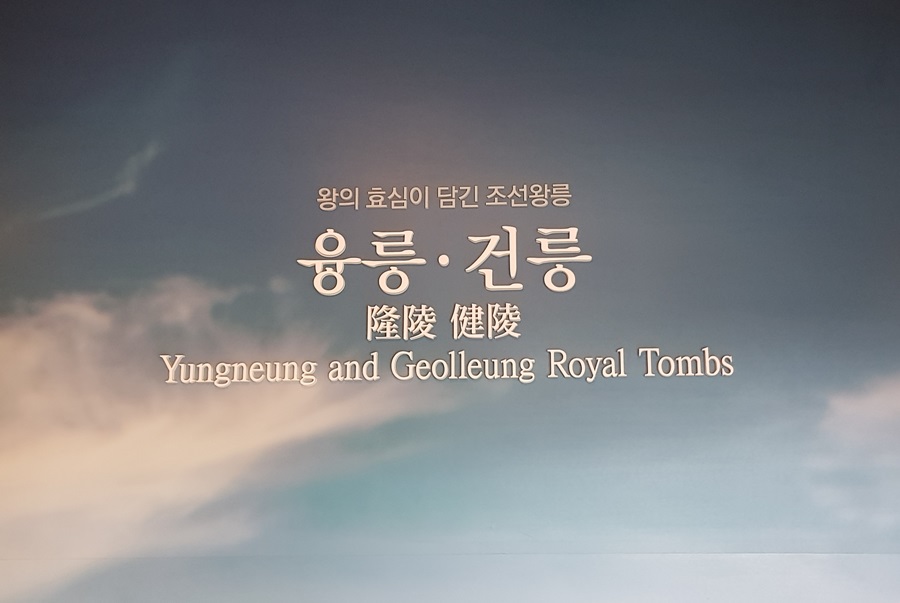 왕의 효심이 담긴 조선왕릉
융릉·건릉
隆陵 健陵
Yungneung and Geolleung Royal Tombs